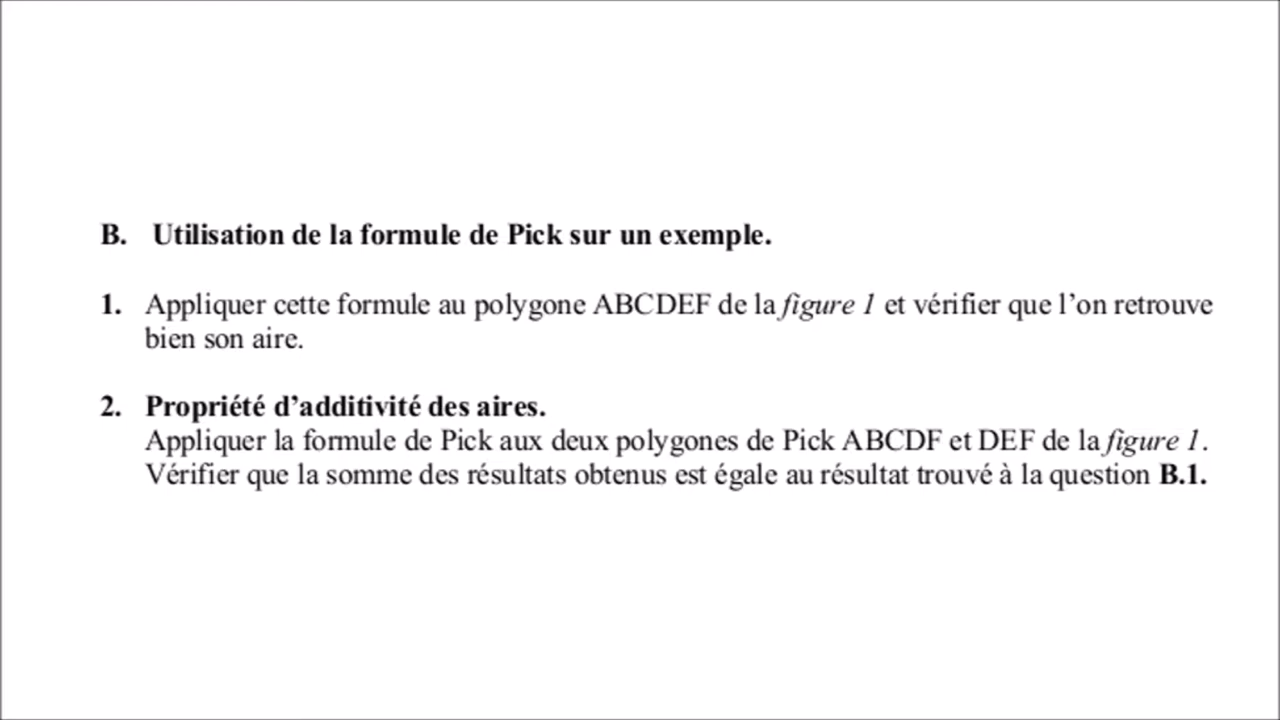 B. Utilisation de la formule de Pick sur un exemple.
1. Appliquer cette formule au polygone ABCDEF de la figure 1 et vérifier que l’on retrouve
bien son aire.
2. Propriété d’additivité des aires.
Appliquer la formule de Pick aux deux polygones de Pick ABCDF et DEF de la figure 1.
Vérifier que la somme des résultats obtenus est égale au résultat trouvé à la question B.1.